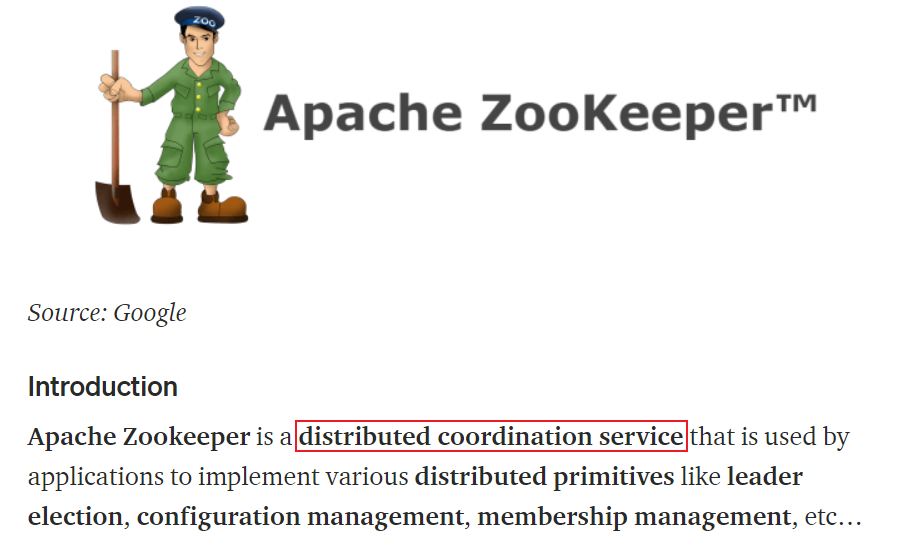 ZOO
Apache ZooKeeper™
Source: Google
Introduction
Apache Zookeeper is a distributed coordination service that is used by
applications to implement various distributed primitives like leader
election, configuration management, membership management, etc…